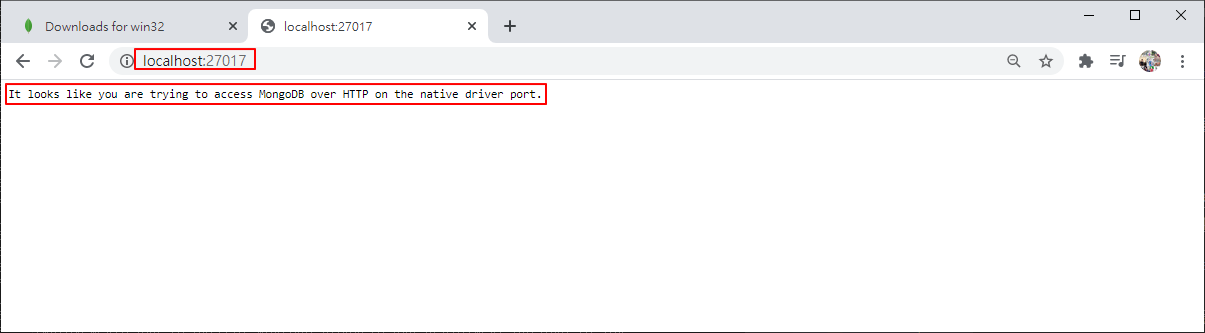 Downloads for win32
localhost:27017
localhost:27017
It looks like you are trying to access MongoDB over HTTP on the native driver port.